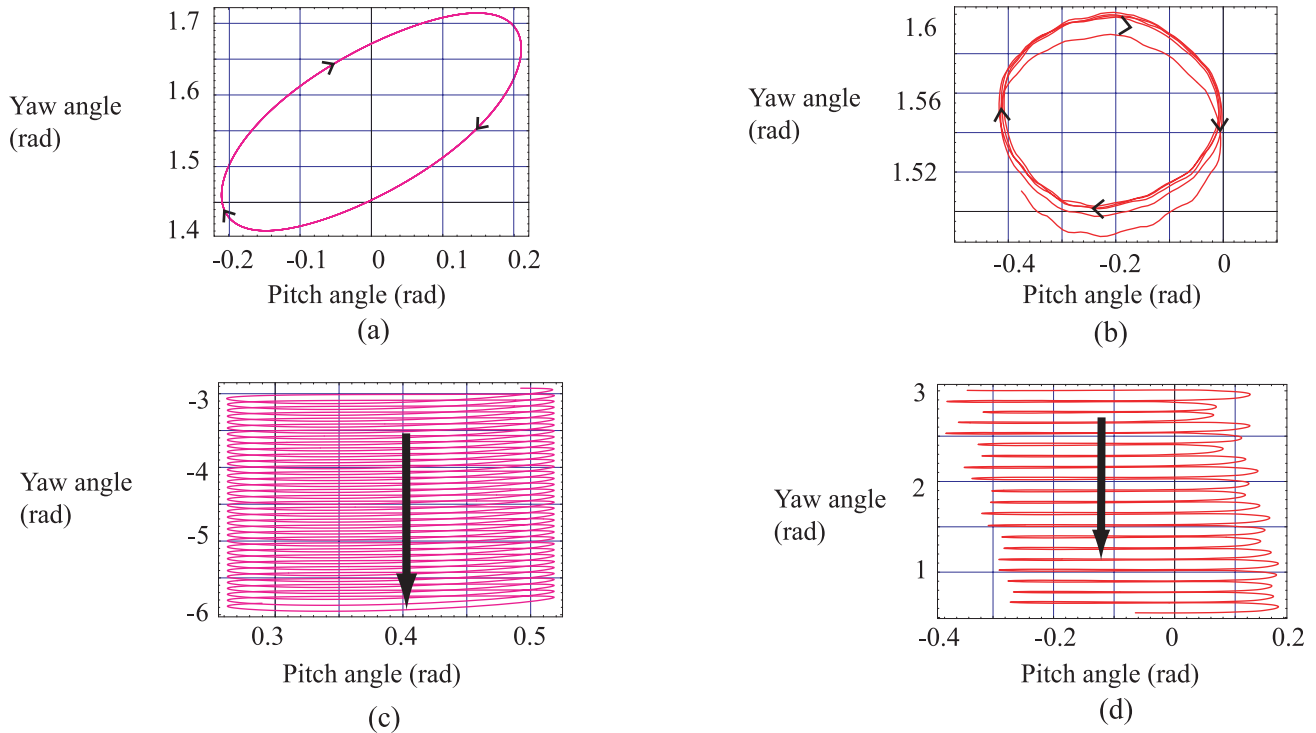 1.7
1.6
1.5
1.4
Yaw angle
(rad)
-0.2 -0.1 0 0.1 0.2
Pitch angle (rad)
(a)
1.6
1.56
1.52
Yaw angle
(rad)
-0.4 -0.2 0
Pitch angle (rad)
(b)
-3
-4
-5
-6
Yaw angle
(rad)
0.3 0.4 0.5
Pitch angle (rad)
(c)
3
2
1
Yaw angle
(rad)
-0.4 -0.2 0 0.2
Pitch angle (rad)
(d)